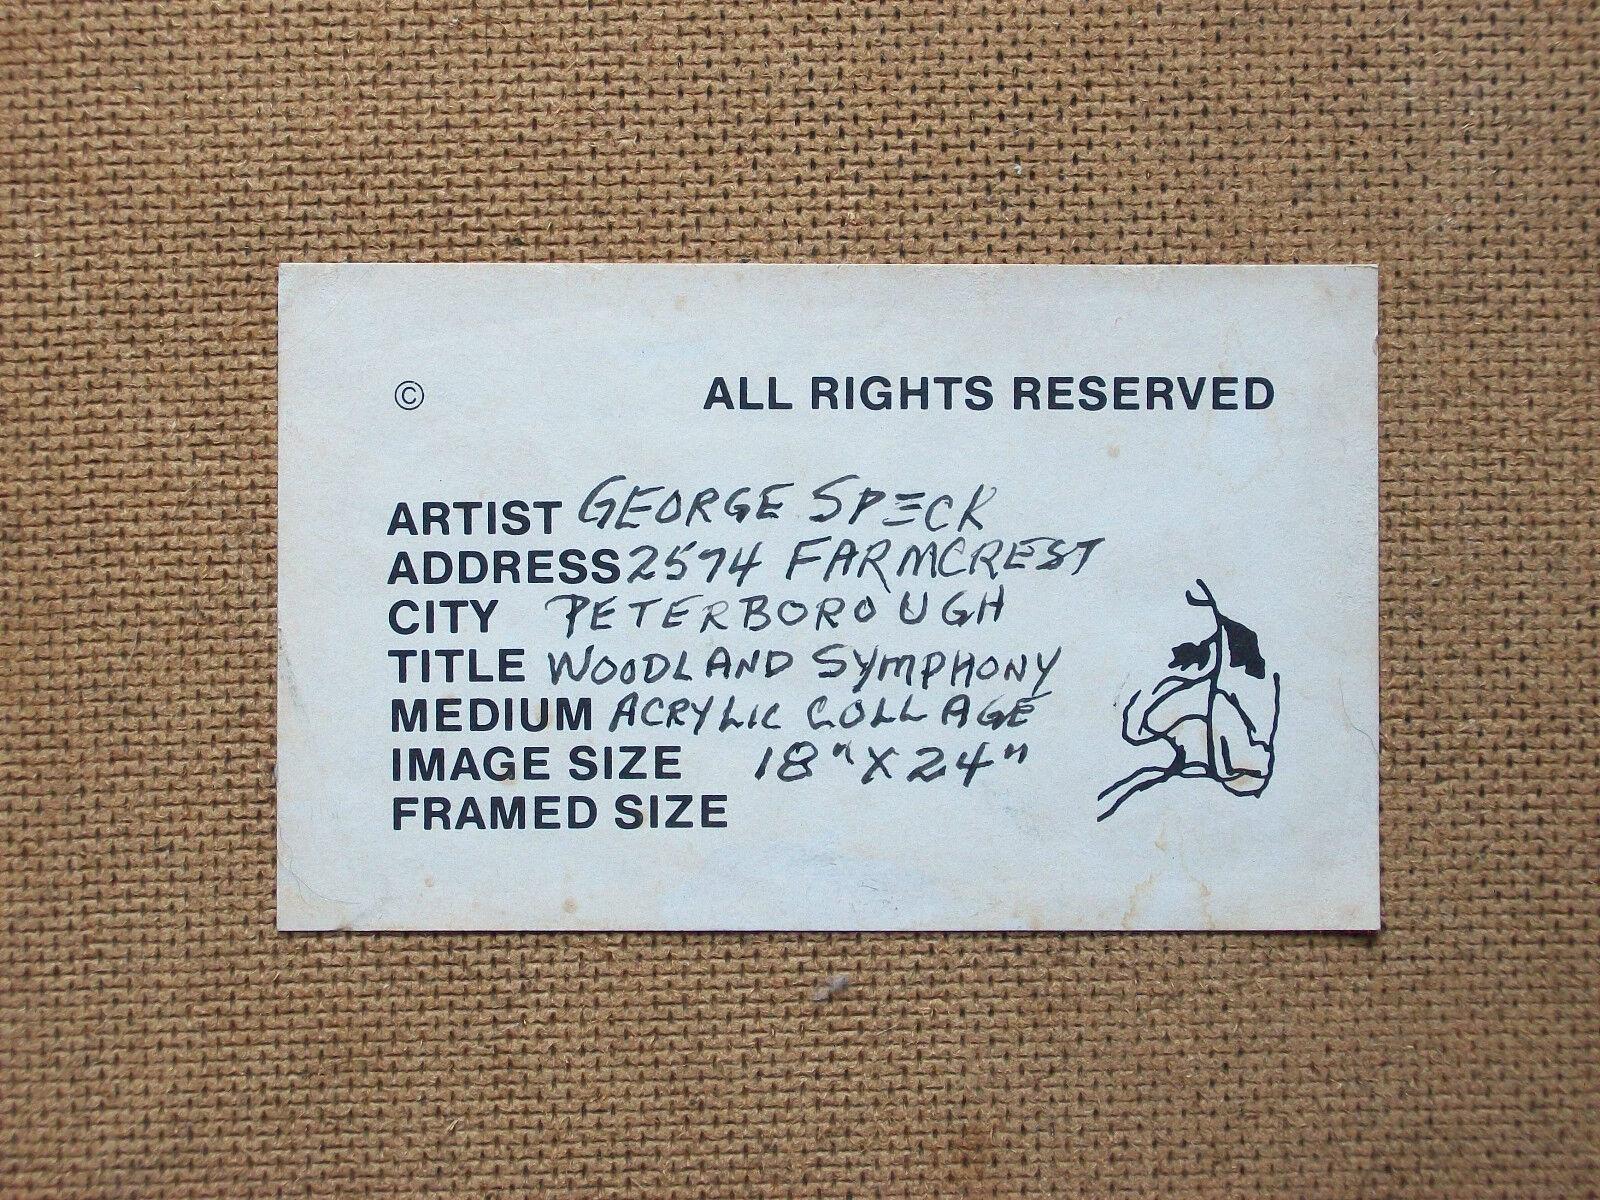 © ALL RIGHTS RESERVED
ARTIST GEORGE SPECK
ADDRESS 2574 FARMCREST
CITY PETERBOROUGH
TITLE WOODLAND SYMPHONY
MEDIUM ACRYLIC COLLAGE
IMAGE SIZE 18" X 24"
FRAMED SIZE